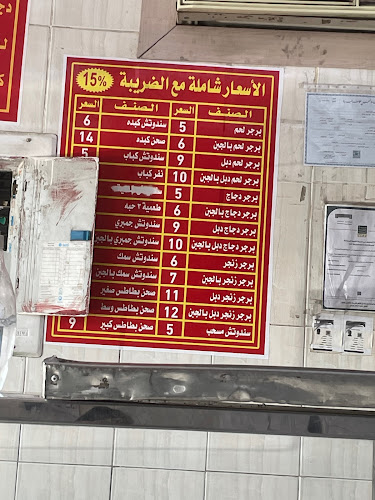 الأسعار شاملة مع الضريبة 15%
الصنف السعر الصنف السعر
برجر لحم 5 سندوتش كبده 6
برجر لحم بالجبن 6 صحن كبده 14
برجر لحم دبل 9 سندوتش كباب 5
برجر لحم دبل بالجبن 10 نفر كباب
برجر دجاج 5
برجر دجاج بالجبن 6 طعمية ٣ حبه
برجر دجاج دبل 9 سندوتش جمبري
برجر دجاج دبل بالجبن 10 سندوتش جمبري بالجبن
برجر زنجر 6 سندوتش سمك
برجر زنجر بالجبن 7 سندوتش سمك بالجبن
برجر زنجر دبل 11 صحن بطاطس صغير
برجر زنجر دبل بالجبن 12 صحن بطاطس وسط
سندوتش مسحب 5 صحن بطاطس كبير 9